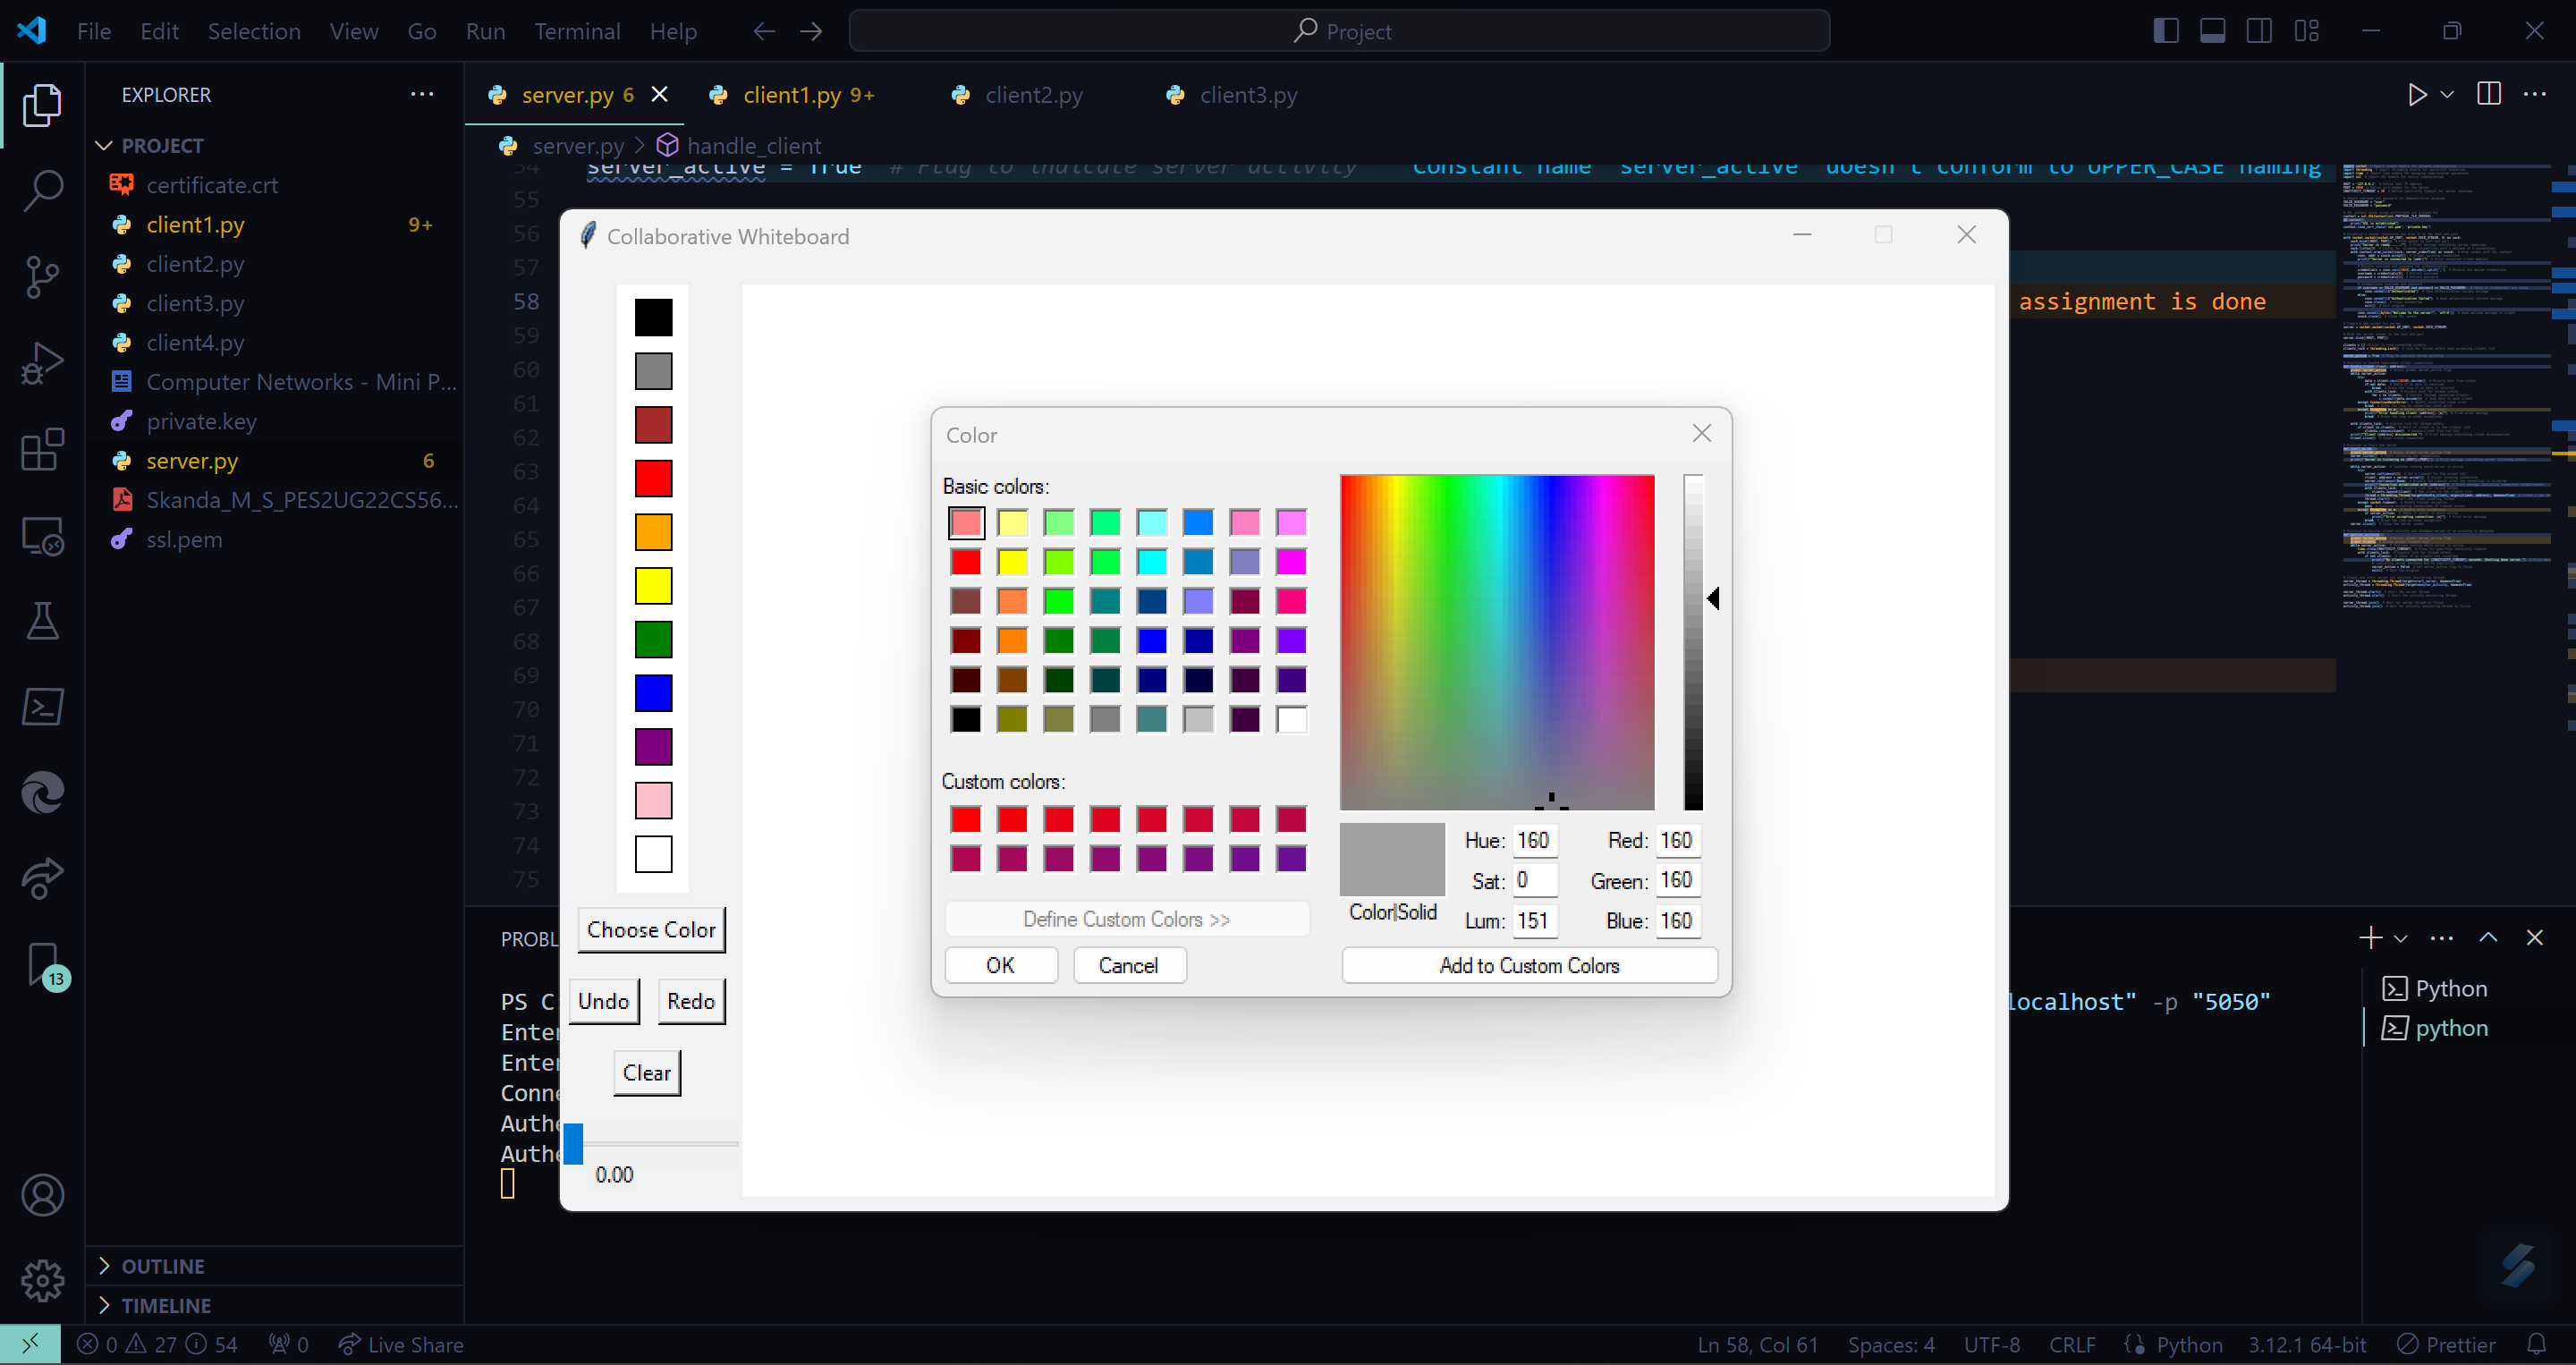 File Edit Selection View Go Run Terminal Help
Project
EXPLORER
PROJECT
certificate.crt
client1.py 9+
client2.py
client3.py
client4.py
Computer Networks - Mini P...
private.key
server.py 6
Skanda_M_S_PES2UG22CS56...
ssl.pem
OUTLINE
TIMELINE
13
server.py 6 client1.py 9+ client2.py client3.py
server.py > handle_client
54 server_active = True # Flag to indicate server activity Constant name "server_active" doesn't conform to UPPER_CASE naming
55
56
57
58 assignment is done
59
60
61
62
63
64
65
66
67
68
69
70
71
72
73
74
75
Collaborative Whiteboard
Choose Color
Undo Redo
Clear
0.00
Color
Basic colors:
Custom colors:
Define Custom Colors >>
OK Cancel
Color|Solid
Hue: 160 Red: 160
Sat: 0 Green: 160
Lum: 151 Blue: 160
Add to Custom Colors
PROBL
PS C localhost" -p "5050"
Enter
Enter
Conne
Authe
Authe
Python
python
0 27 54 0 Live Share
Ln 58, Col 61 Spaces: 4 UTF-8 CRLF Python 3.12.1 64-bit Prettier